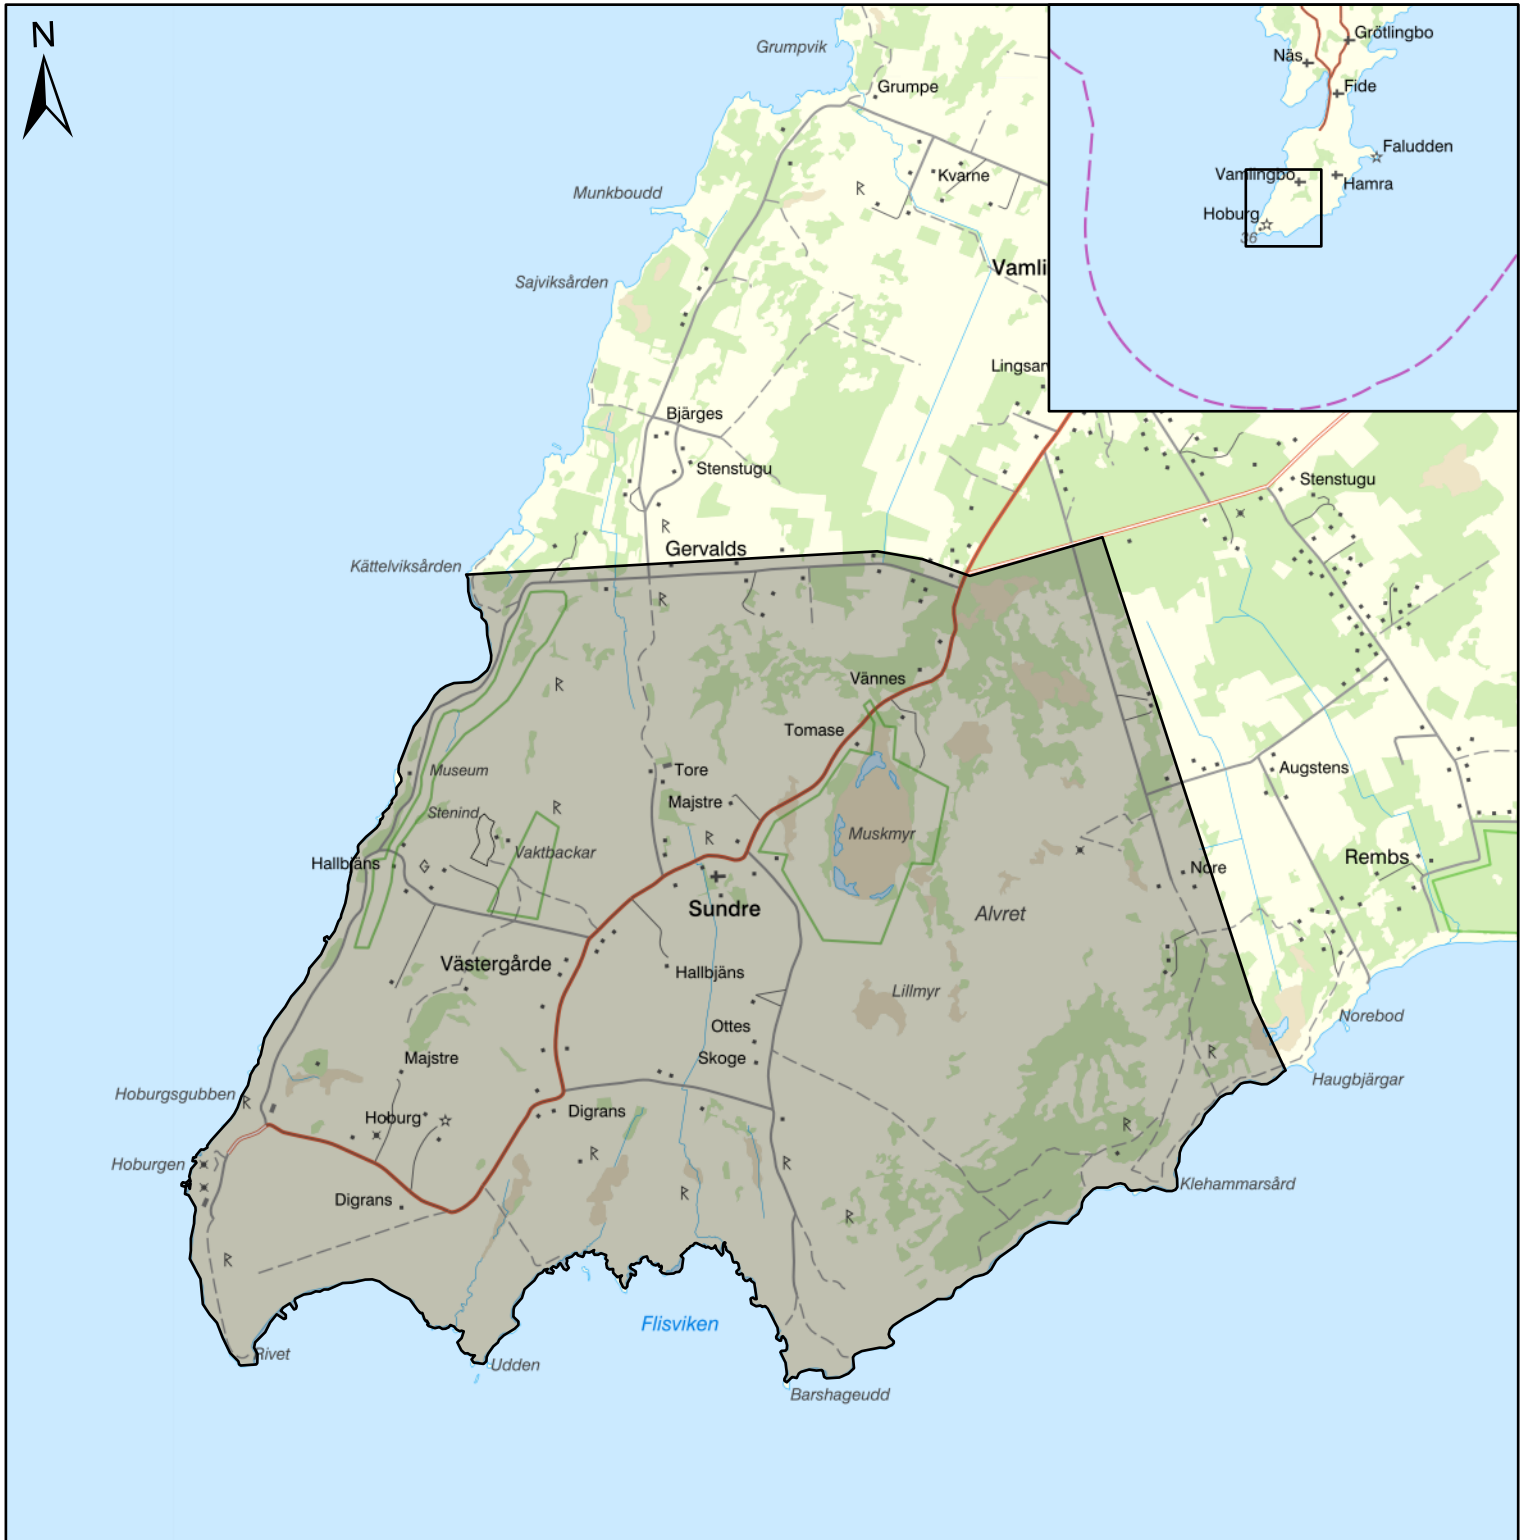 N
Grumpvik
Grumpe
Grötlingbo
Näs
Fide
Faludden
Vamlingbo
Hamra
Hoburg
36
Kvarne
Munkboudd
Vamli
Sajviksården
Lingsar
Bjärges
Stenstugu
Stenstugu
Gervalds
Kättelviksården
R
R
R
R
R
Vännes
Tomase
Museum
Tore
Majstre
Augstens
Stenind
R
R
Muskmyr
Vaktbackar
Hallbjäns
G
Rembs
Nore
Sundre
Alvret
Västergårde
Hallbjäns
Lillmyr
Ottes
Norebod
Majstre
Skoge
R
Haugbjärgar
Hoburgsgubben
R
Hoburg
Digrans
R
R
R
Hoburgen
Klehammarsård
Digrans
R
R
R
Flisviken
Rivet
Udden
Barshageudd